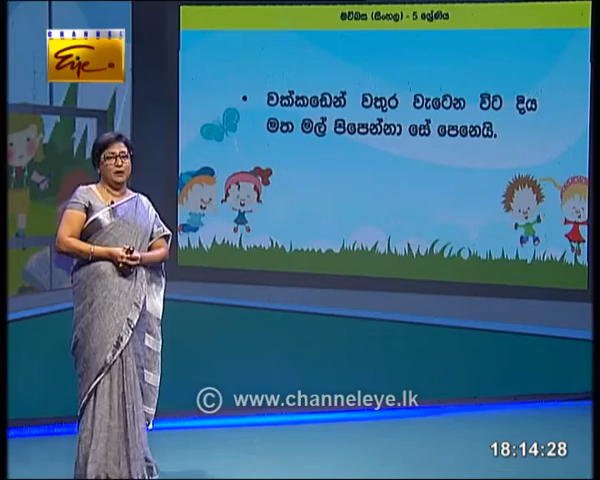 මව්බස (සිංහල) - 5 ශ්‍රේණිය
CHANNEL
Eye
• වක්කඩෙන් වතුර වැටෙන විට දිය
මත මල් පිපෙන්නා සේ පෙනෙයි.
© www.channeleye.lk
18:14:28